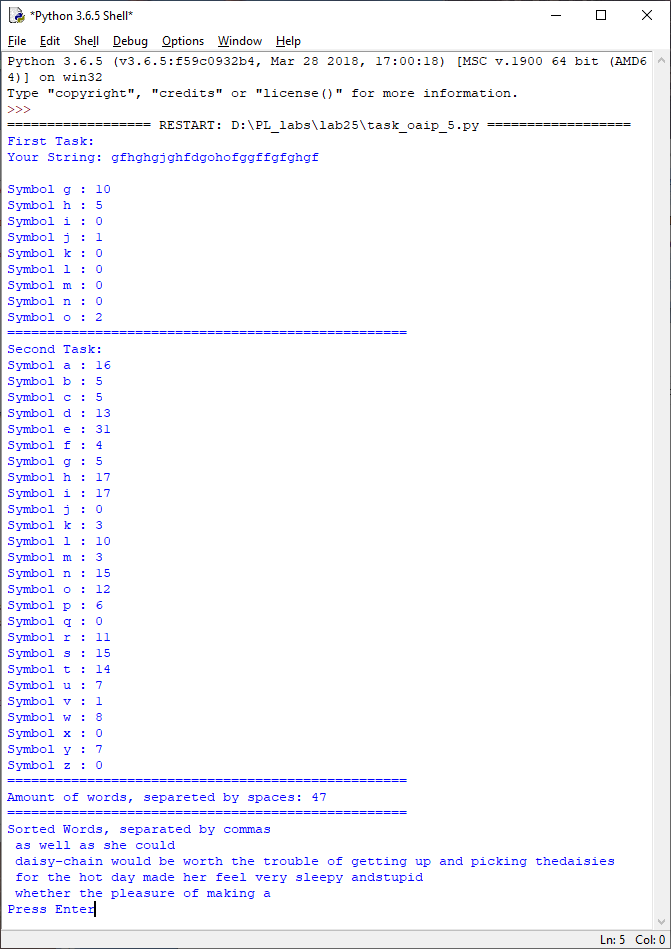 *Python 3.6.5 Shell*
File Edit Shell Debug Options Window Help
Python 3.6.5 (v3.6.5:f59c0932b4, Mar 28 2018, 17:00:18) [MSC v.1900 64 bit (AMD6
4)] on win32
Type "copyright", "credits" or "license()" for more information.
>>>
================== RESTART: D:\PL_labs\lab25\task_oaip_5.py ==================
First Task:
Your String: gfhghgjghfdgohofggffgfghgf
Symbol g : 10
Symbol h : 5
Symbol i : 0
Symbol j : 1
Symbol k : 0
Symbol l : 0
Symbol m : 0
Symbol n : 0
Symbol o : 2
==================================================
Second Task:
Symbol a : 16
Symbol b : 5
Symbol c : 5
Symbol d : 13
Symbol e : 31
Symbol f : 4
Symbol g : 5
Symbol h : 17
Symbol i : 17
Symbol j : 0
Symbol k : 3
Symbol l : 10
Symbol m : 3
Symbol n : 15
Symbol o : 12
Symbol p : 6
Symbol q : 0
Symbol r : 11
Symbol s : 15
Symbol t : 14
Symbol u : 7
Symbol v : 1
Symbol w : 8
Symbol x : 0
Symbol y : 7
Symbol z : 0
==================================================
Amount of words, separeted by spaces: 47
==================================================
Sorted Words, separated by commas
as well as she could
daisy-chain would be worth the trouble of getting up and picking thedaisies
for the hot day made her feel very sleepy andstupid
whether the pleasure of making a
Press Enter
Ln: 5 Col: 0